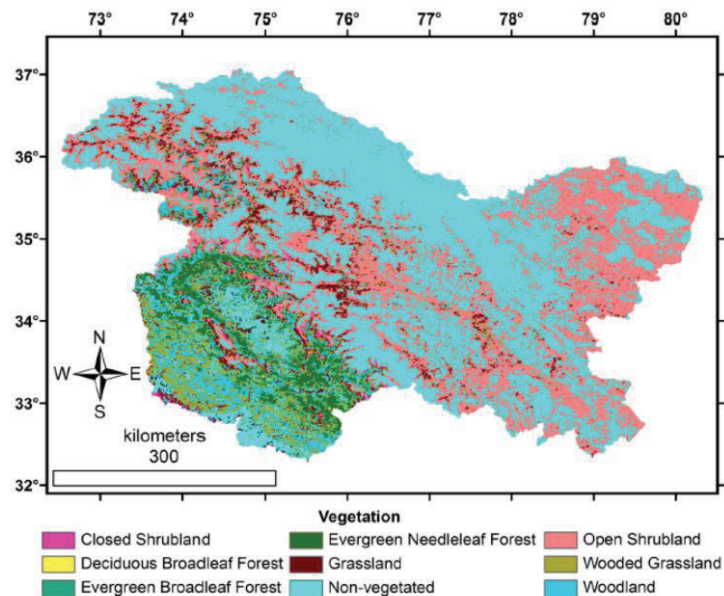 73° 74° 75° 76° 77° 78° 79° 80°
37°
36°
35°
34°
33°
32°
N
W E
S
kilometers
300
Vegetation
Closed Shrubland Evergreen Needleleaf Forest Open Shrubland
Deciduous Broadleaf Forest Grassland Wooded Grassland
Evergreen Broadleaf Forest Non-vegetated Woodland